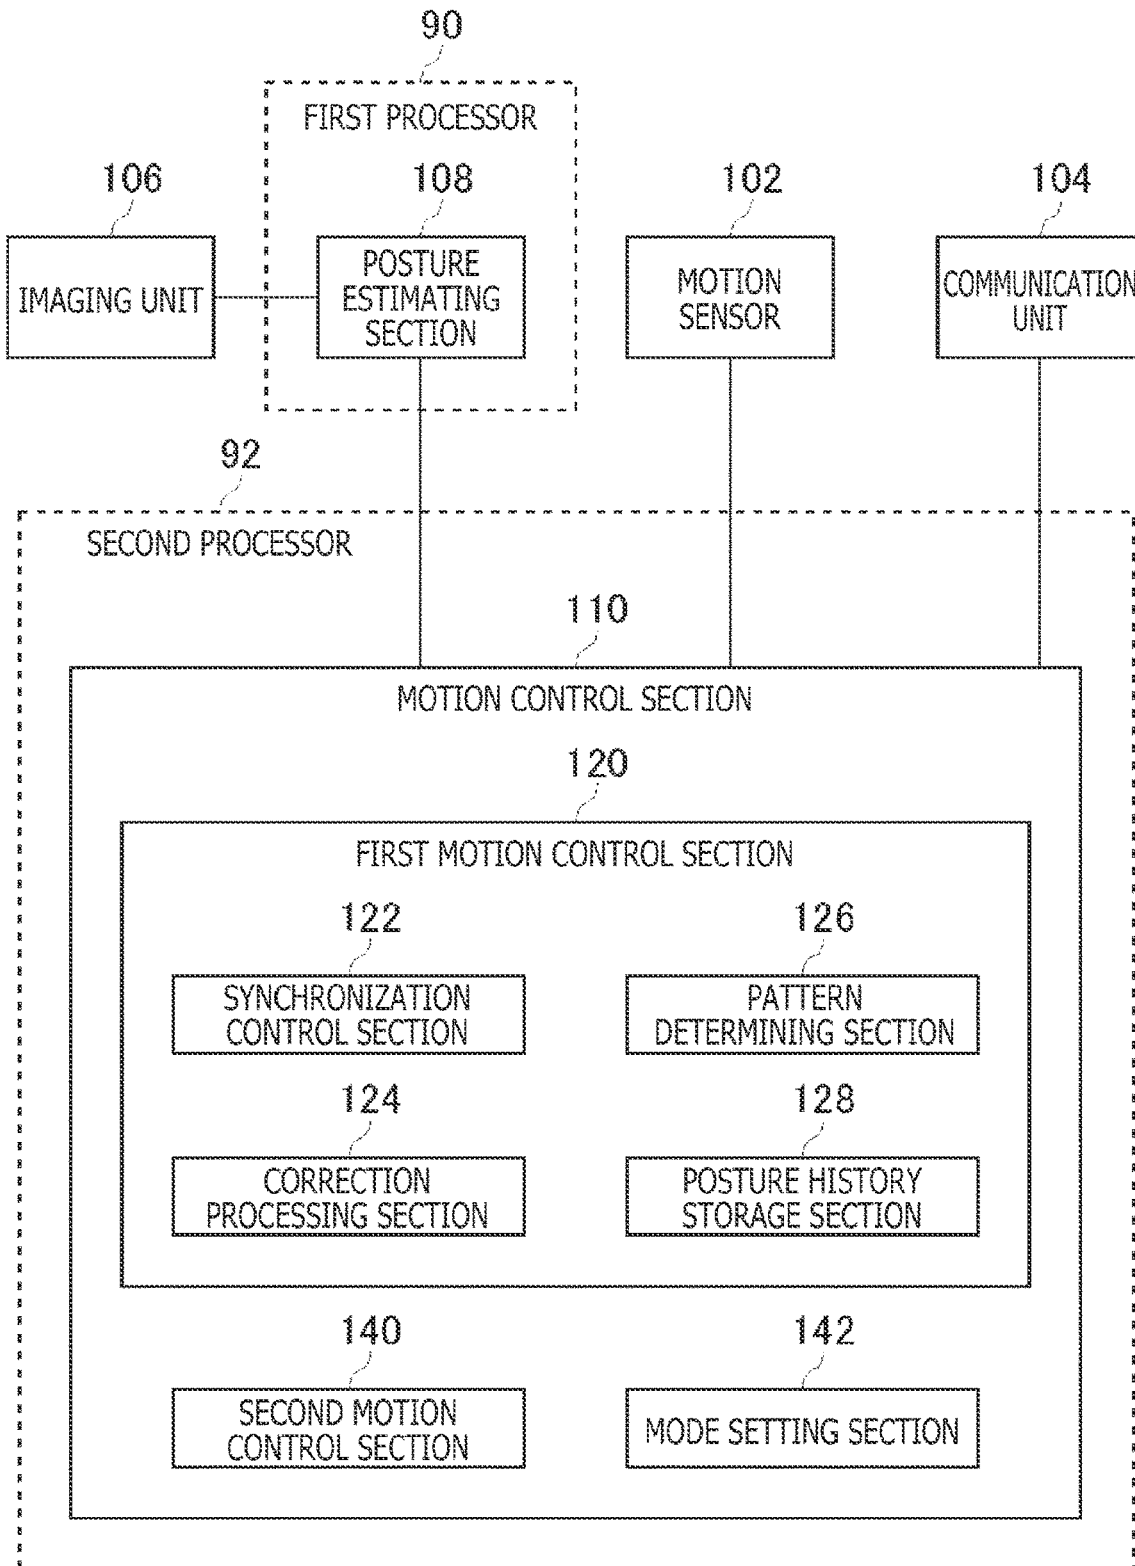 90
FIRST PROCESSOR
106
108
102
104
IMAGING UNIT
POSTURE
ESTIMATING
SECTION
MOTION
SENSOR
COMMUNICATION
UNIT
92
SECOND PROCESSOR
110
MOTION CONTROL SECTION
120
FIRST MOTION CONTROL SECTION
122
126
SYNCHRONIZATION
CONTROL SECTION
PATTERN
DETERMINING SECTION
124
128
CORRECTION
PROCESSING SECTION
POSTURE HISTORY
STORAGE SECTION
140
142
SECOND MOTION
CONTROL SECTION
MODE SETTING SECTION